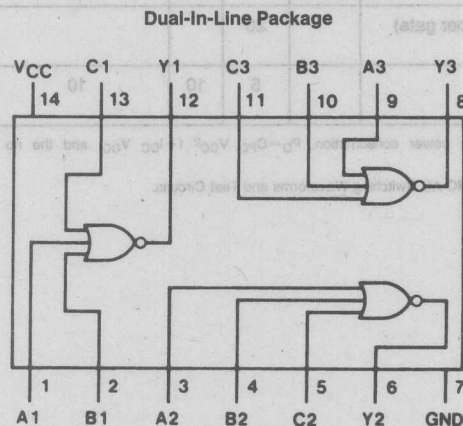 Dual-In-Line Package
VCC C1 Y1 C3 B3 A3 Y3
14 13 12 11 10 9 8
1 2 3 4 5 6 7
A1 B1 A2 B2 C2 Y2 GND